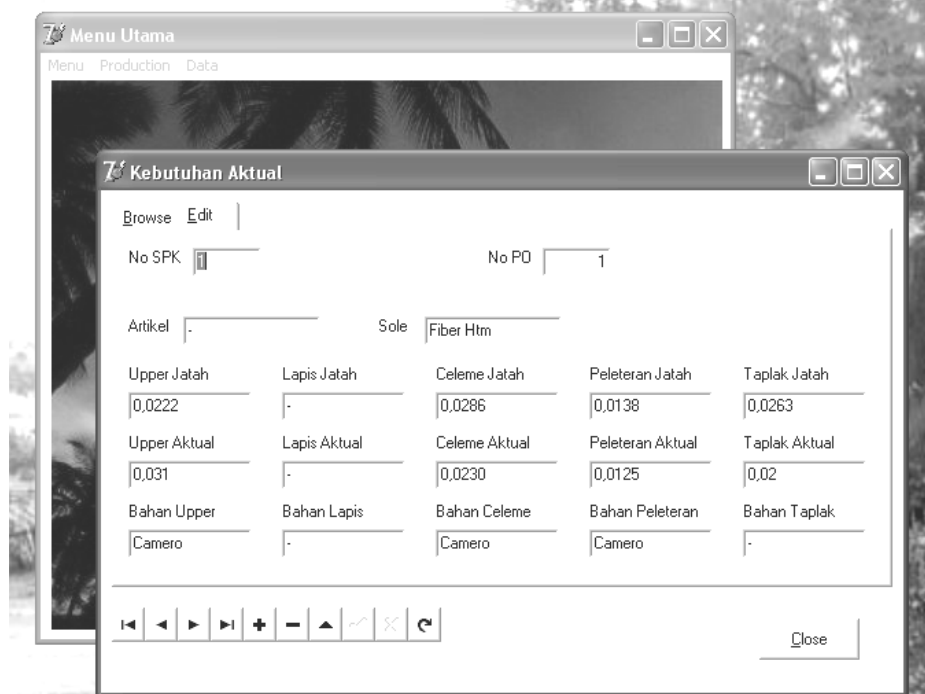 Menu Utama
Menu Production Data
Kebutuhan Aktual
Browse Edit
No SPK 1 No PO 1
Artikel - Sole Fiber Htm
Upper Jatah Lapis Jatah Celeme Jatah Peleteran Jatah Taplak Jatah
0,0222 - 0,0286 0,0138 0,0263
Upper Aktual Lapis Aktual Celeme Aktual Peleteran Aktual Taplak Aktual
0,031 - 0,0230 0,0125 0,02
Bahan Upper Bahan Lapis Bahan Celeme Bahan Peleteran Bahan Taplak
Camero - Camero Camero -
Close